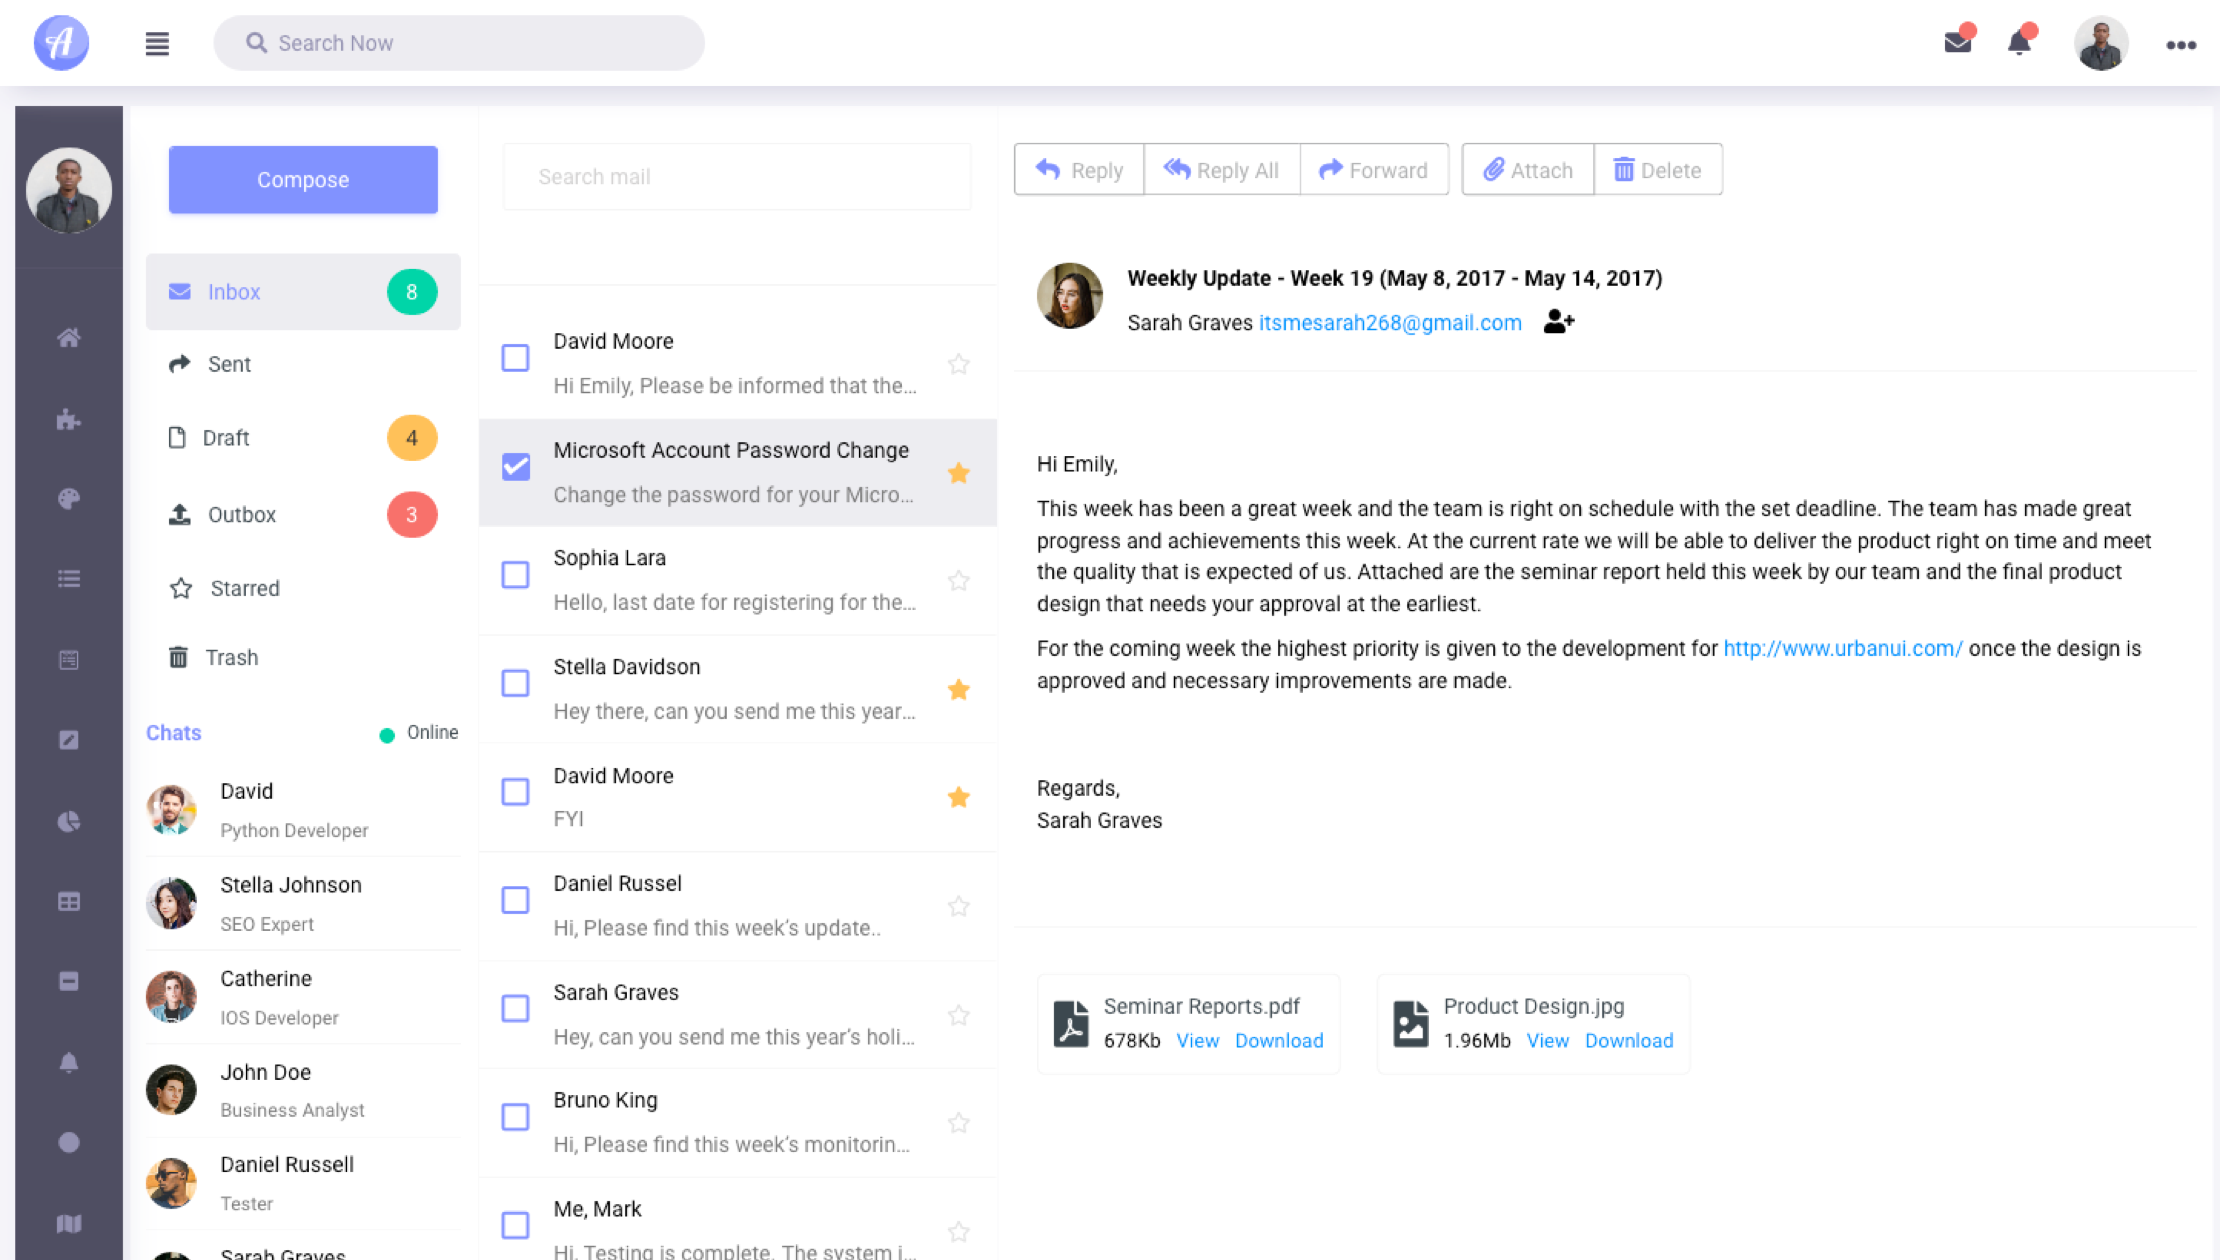 A
Search Now
Compose
Inbox 8
Sent
Draft 4
Outbox 3
Starred
Trash
Chats Online
David
Python Developer
Stella Johnson
SEO Expert
Catherine
IOS Developer
John Doe
Business Analyst
Daniel Russell
Tester
Sarah Graves
Search mail
David Moore
Hi Emily, Please be informed that the...
Microsoft Account Password Change
Change the password for your Micro...
Sophia Lara
Hello, last date for registering for the...
Stella Davidson
Hey there, can you send me this year...
David Moore
FYI
Daniel Russel
Hi, Please find this week’s update..
Sarah Graves
Hey, can you send me this year’s holi...
Bruno King
Hi, Please find this week’s monitorin...
Me, Mark
Hi, Testing is complete. The system i...
Reply Reply All Forward Attach Delete
Weekly Update - Week 19 (May 8, 2017 - May 14, 2017)
Sarah Graves itsmesarah268@gmail.com
Hi Emily,
This week has been a great week and the team is right on schedule with the set deadline. The team has made great
progress and achievements this week. At the current rate we will be able to deliver the product right on time and meet
the quality that is expected of us. Attached are the seminar report held this week by our team and the final product
design that needs your approval at the earliest.
For the coming week the highest priority is given to the development for http://www.urbanui.com/ once the design is
approved and necessary improvements are made.
Regards,
Sarah Graves
Seminar Reports.pdf
678Kb View Download
Product Design.jpg
1.96Mb View Download